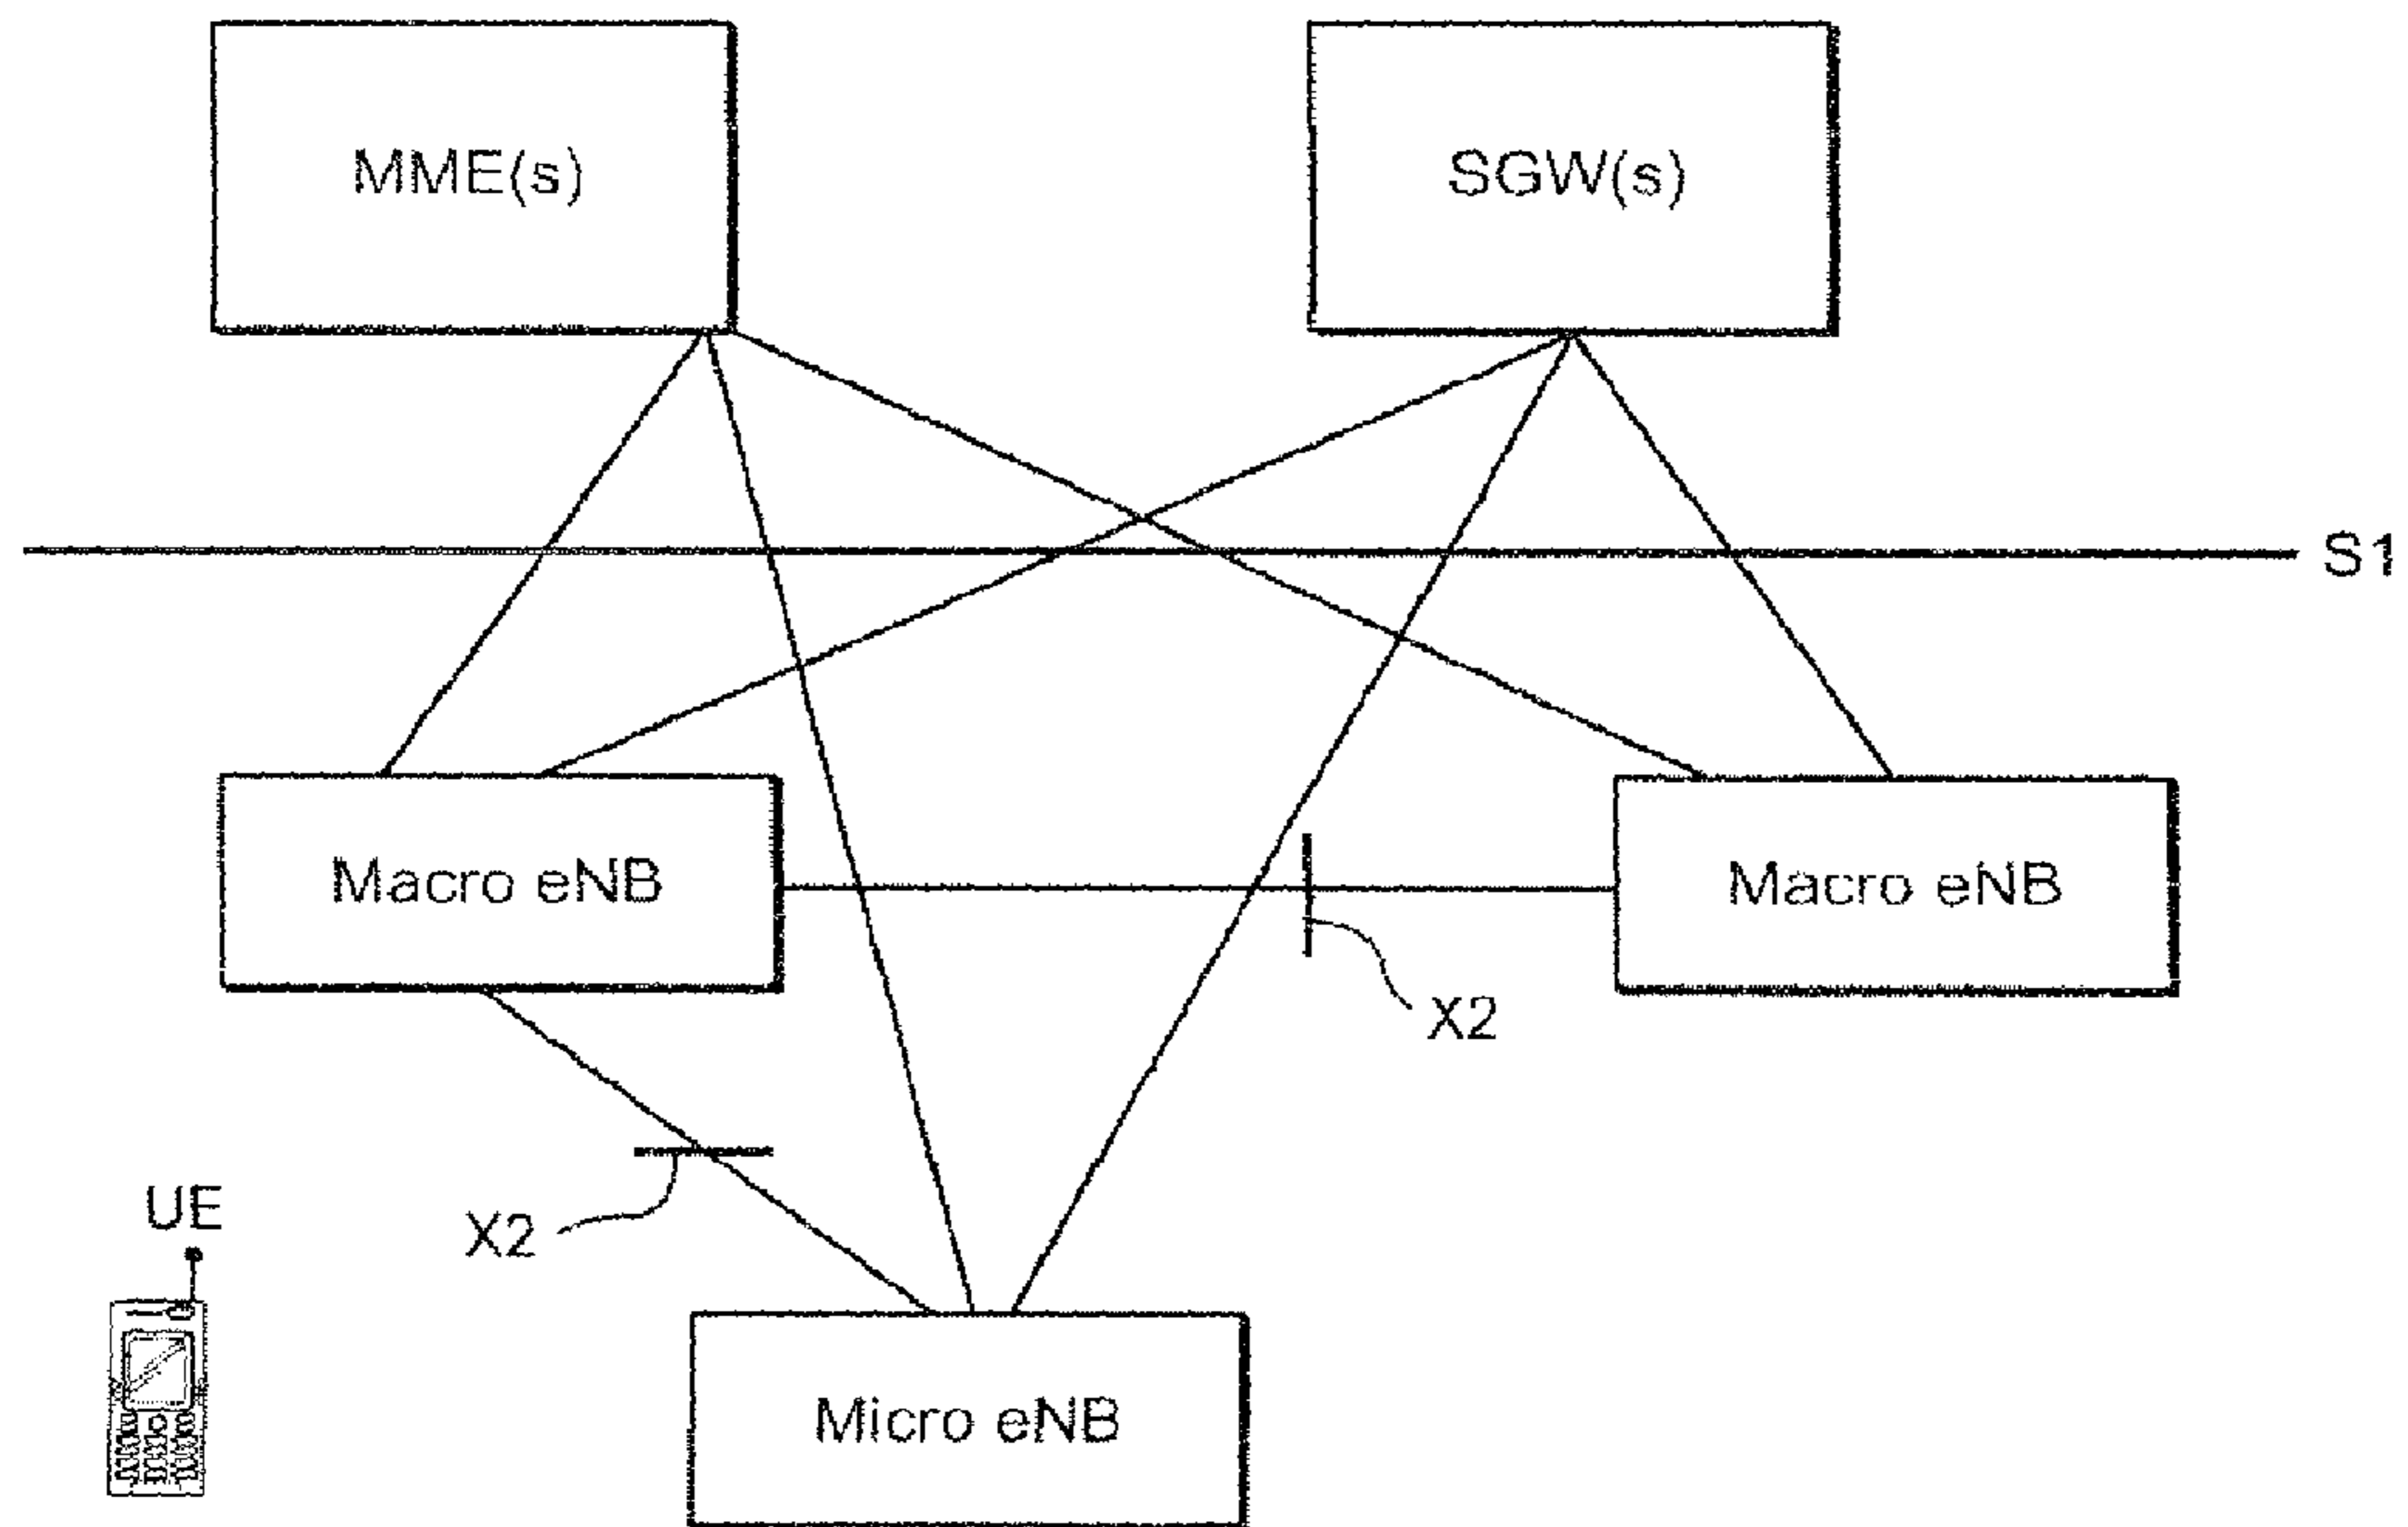 MME(s)
SGW(s)
S1
Macro eNB
Macro eNB
X2
UE
X2
Micro eNB